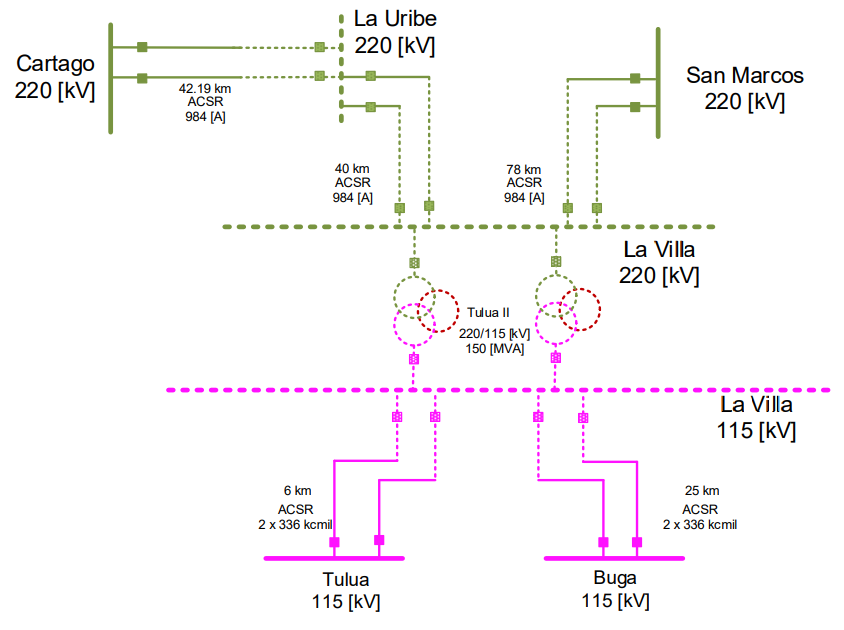 La Uribe
220 [kV]
Cartago
220 [kV]
San Marcos
220 [kV]
42.19 km
ACSR
984 [A]
40 km
ACSR
984 [A]
78 km
ACSR
984 [A]
La Villa
220 [kV]
Tulua II
220/115 [kV]
150 [MVA]
La Villa
115 [kV]
6 km
ACSR
2 x 336 kcmil
25 km
ACSR
2 x 336 kcmil
Tulua
115 [kV]
Buga
115 [kV]